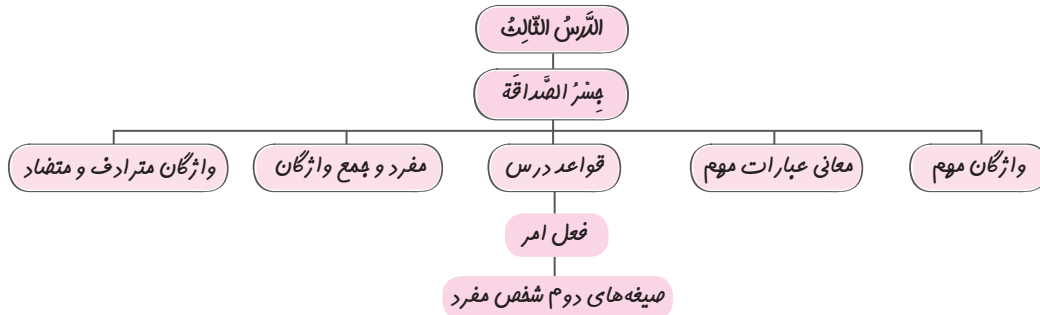 الدَّرسُ الثّالِثُ
جِسْرُ الصَّداقَة
واژگان مهم
معانی عبارات مهم
قواعد درس
مفرد و جمع واژگان
واژگان مترادف و متضاد
فعل امر
صیغه‌های دوم شخص مفرد